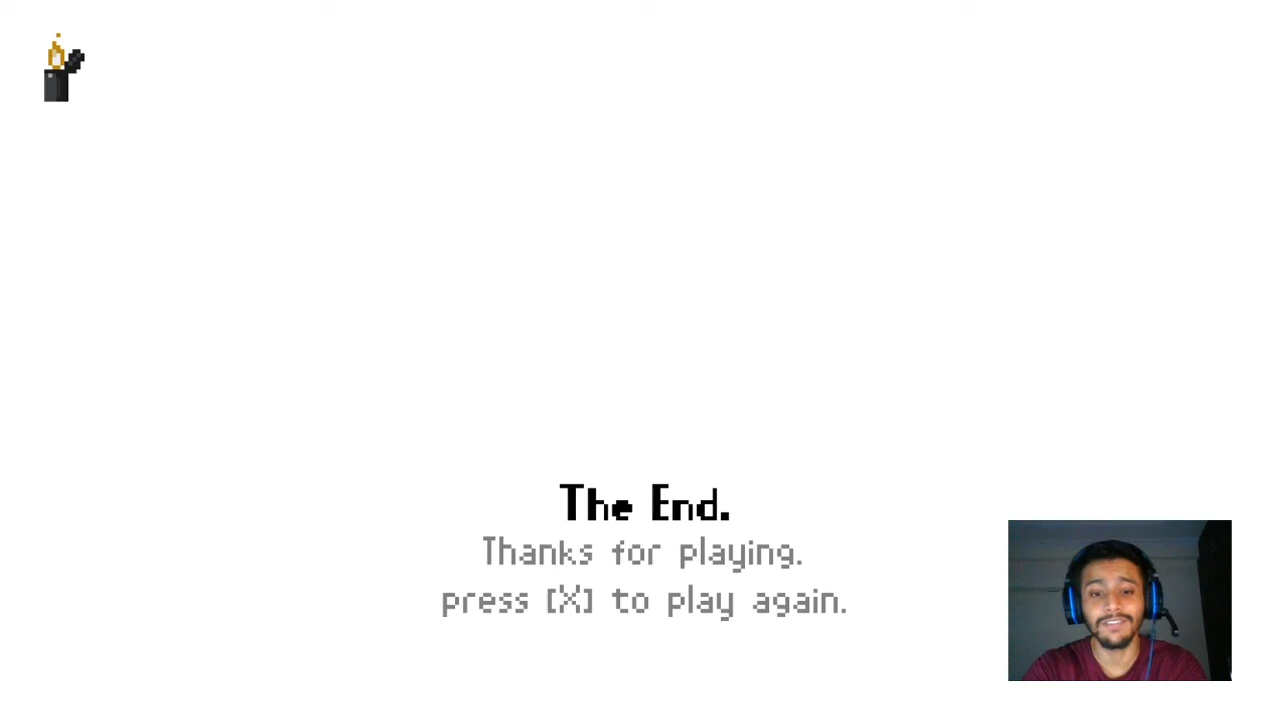 The End.
Thanks for playing.
press [X] to play again.